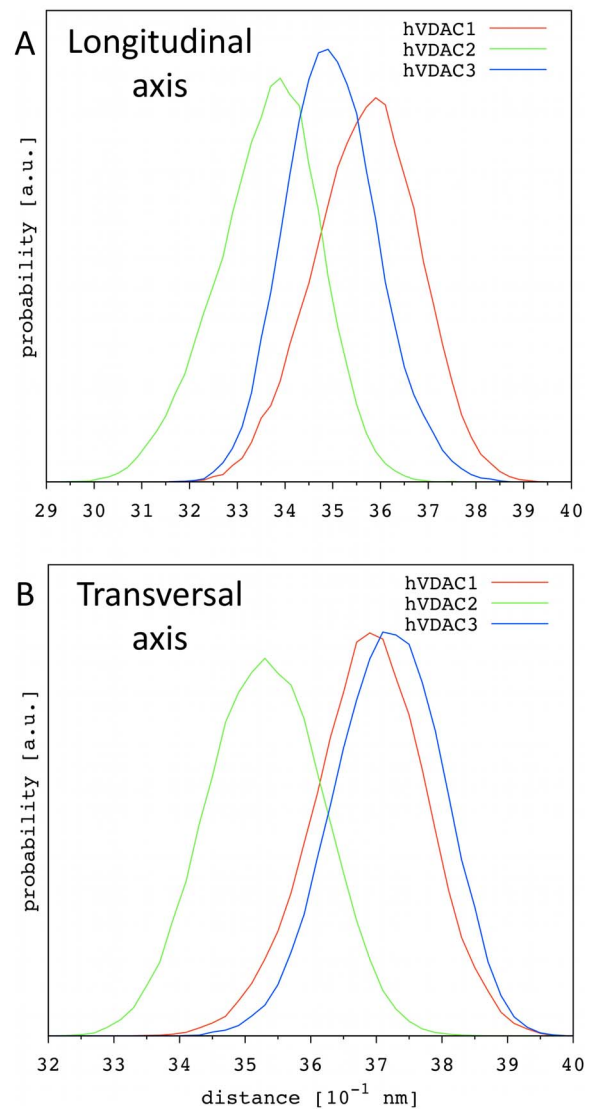 A
Longitudinal
axis
hVDAC1
hVDAC2
hVDAC3
probability [a.u.]
29 30 31 32 33 34 35 36 37 38 39 40
B
Transversal
axis
hVDAC1
hVDAC2
hVDAC3
probability [a.u.]
32 33 34 35 36 37 38 39 40
distance [10⁻¹ nm]